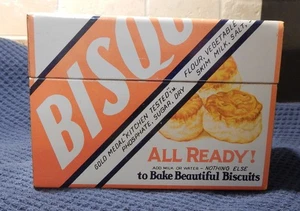 BISQU
GOLD MEDAL "KITCHEN TESTED"
FLOUR, VEGETABLE
PHOSPHATE, SUGAR, DRY
SKIM MILK, SALT,
ALL READY!
ADD MILK OR WATER - NOTHING ELSE
to Bake Beautiful Biscuits